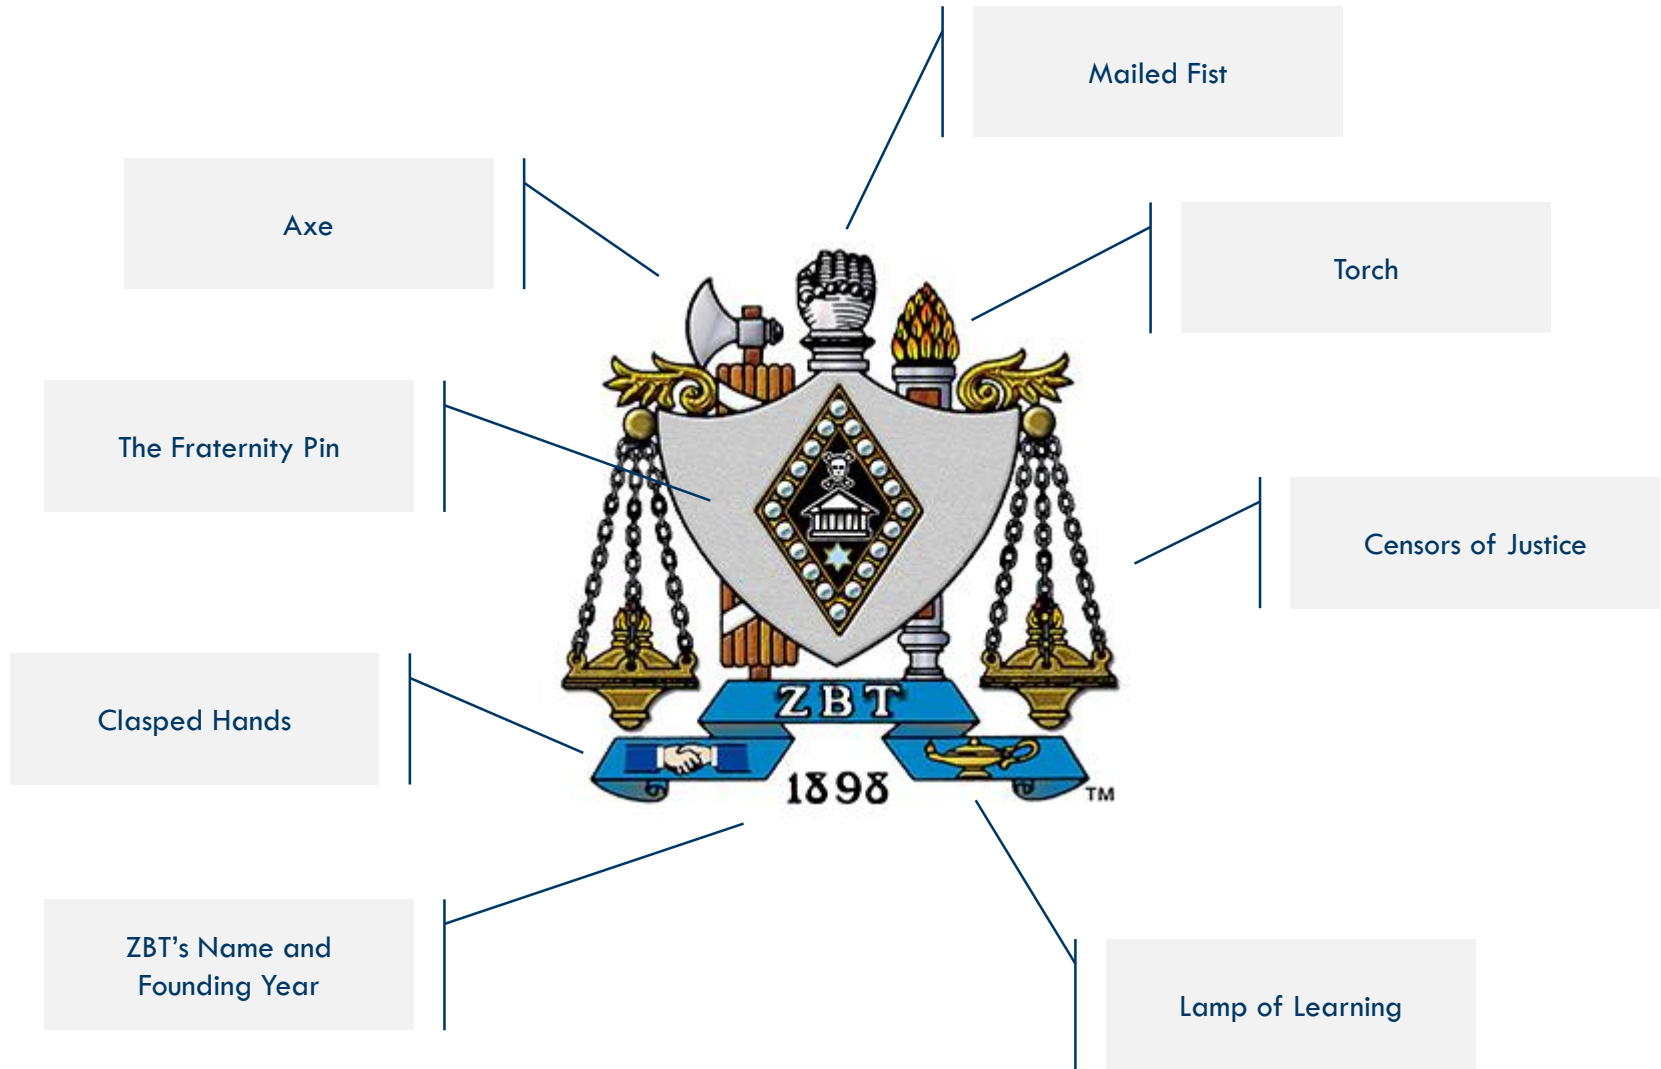 Mailed Fist
Axe
Torch
The Fraternity Pin
Censors of Justice
Clasped Hands
ZBT
1898
TM
ZBT’s Name and
Founding Year
Lamp of Learning